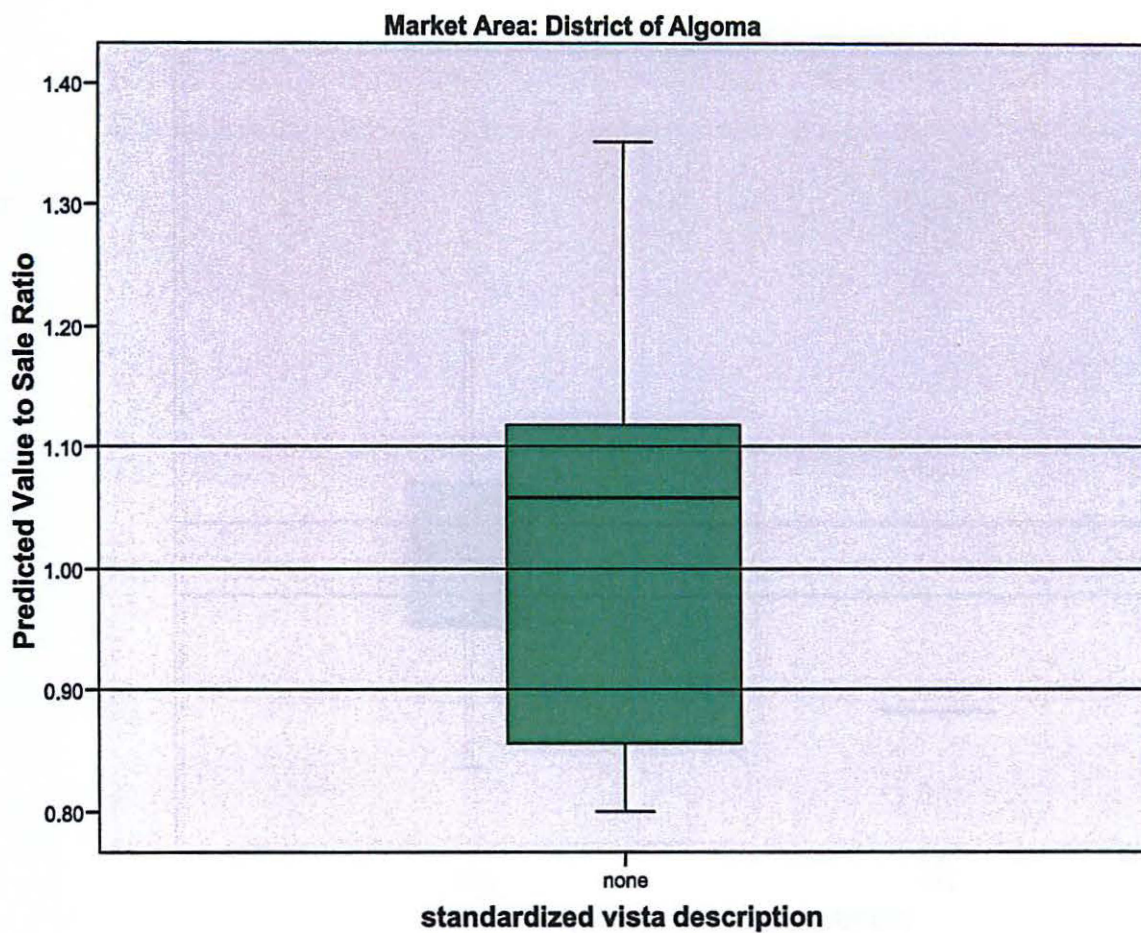 Market Area: District of Algoma
Predicted Value to Sale Ratio
1.40
1.30
1.20
1.10
1.00
0.90
0.80
none
standardized vista description